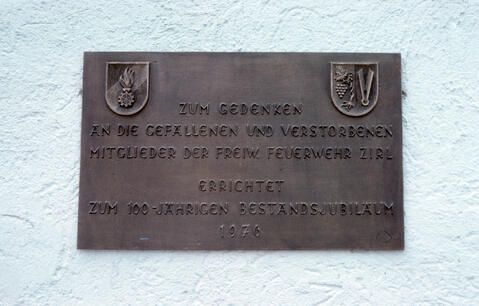 ZUM GEDENKEN
AN DIE GEFALLENEN UND VERSTORBENEN
MITGLIEDER DER FREIW. FEUERWEHR ZIRL
ERRICHTET
ZUM 100-JÄHRIGEN BESTANDSJUBILÄUM
1976